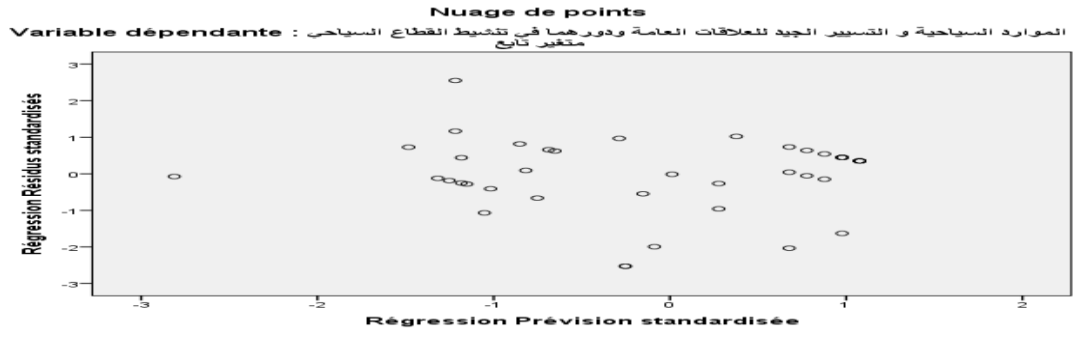 Nuage de points
Variable dépendante : الموارد السياحية و التسيير الجيد للعلاقات العامة ودورهما في تنشيط القطاع السياحي
متغير تابع
Régression Résidus standardisés
3
2
1
0
-1
-2
-3
-3
-2
-1
0
1
2
Régression Prévision standardisée